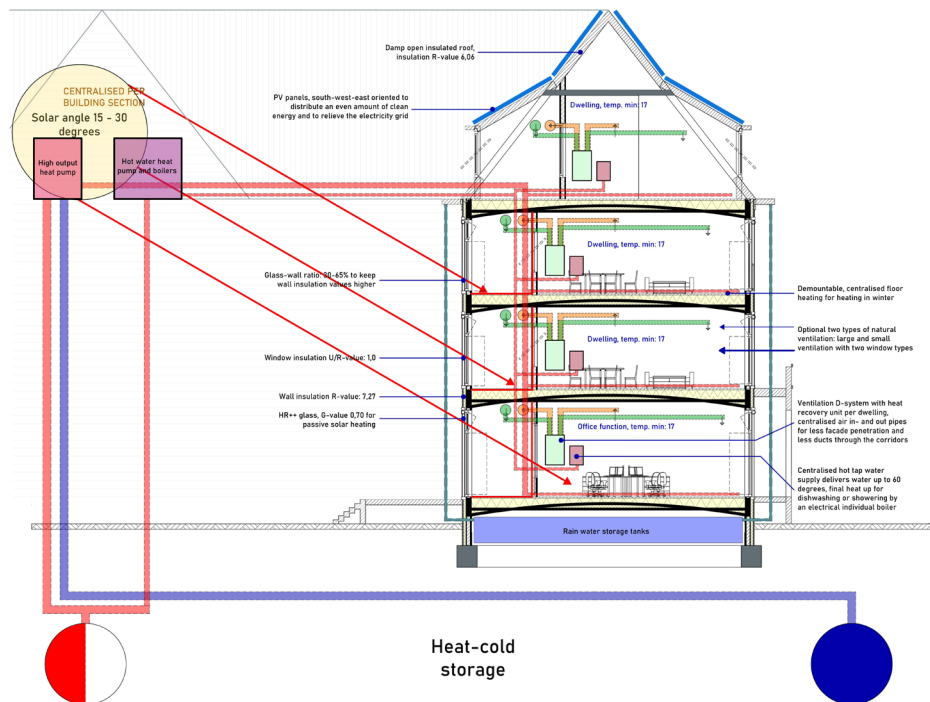 Damp open insulated roof,
insulation R-value 6,06
CENTRALISED PER
BUILDING SECTION
Solar angle 15 - 30
degrees
PV panels, south-west-east oriented to
distribute an even amount of clean
energy and to relieve the electricity grid
Dwelling, temp. min: 17
High output
heat pump
Hot water heat
pump and boilers
Dwelling, temp. min: 17
Glass-wall ratio: 30-65% to keep
wall insulation values higher
Demountable, centralised floor
heating for heating in winter
Dwelling, temp. min: 17
Optional two types of natural
ventilation: large and small
ventilation with two window types
Window insulation U/R-value: 1,0
Wall insulation R-value: 7,27
HR++ glass, G-value 0,70 for
passive solar heating
Office function, temp. min: 17
Ventilation D-system with heat
recovery unit per dwelling,
centralised air in- and out pipes
for less facade penetration and
less ducts through the corridors
Centralised hot tap water
supply delivers water up to 60
degrees, final heat up for
dishwashing or showering by
an electrical individual boiler
Rain water storage tanks
Heat-cold
storage